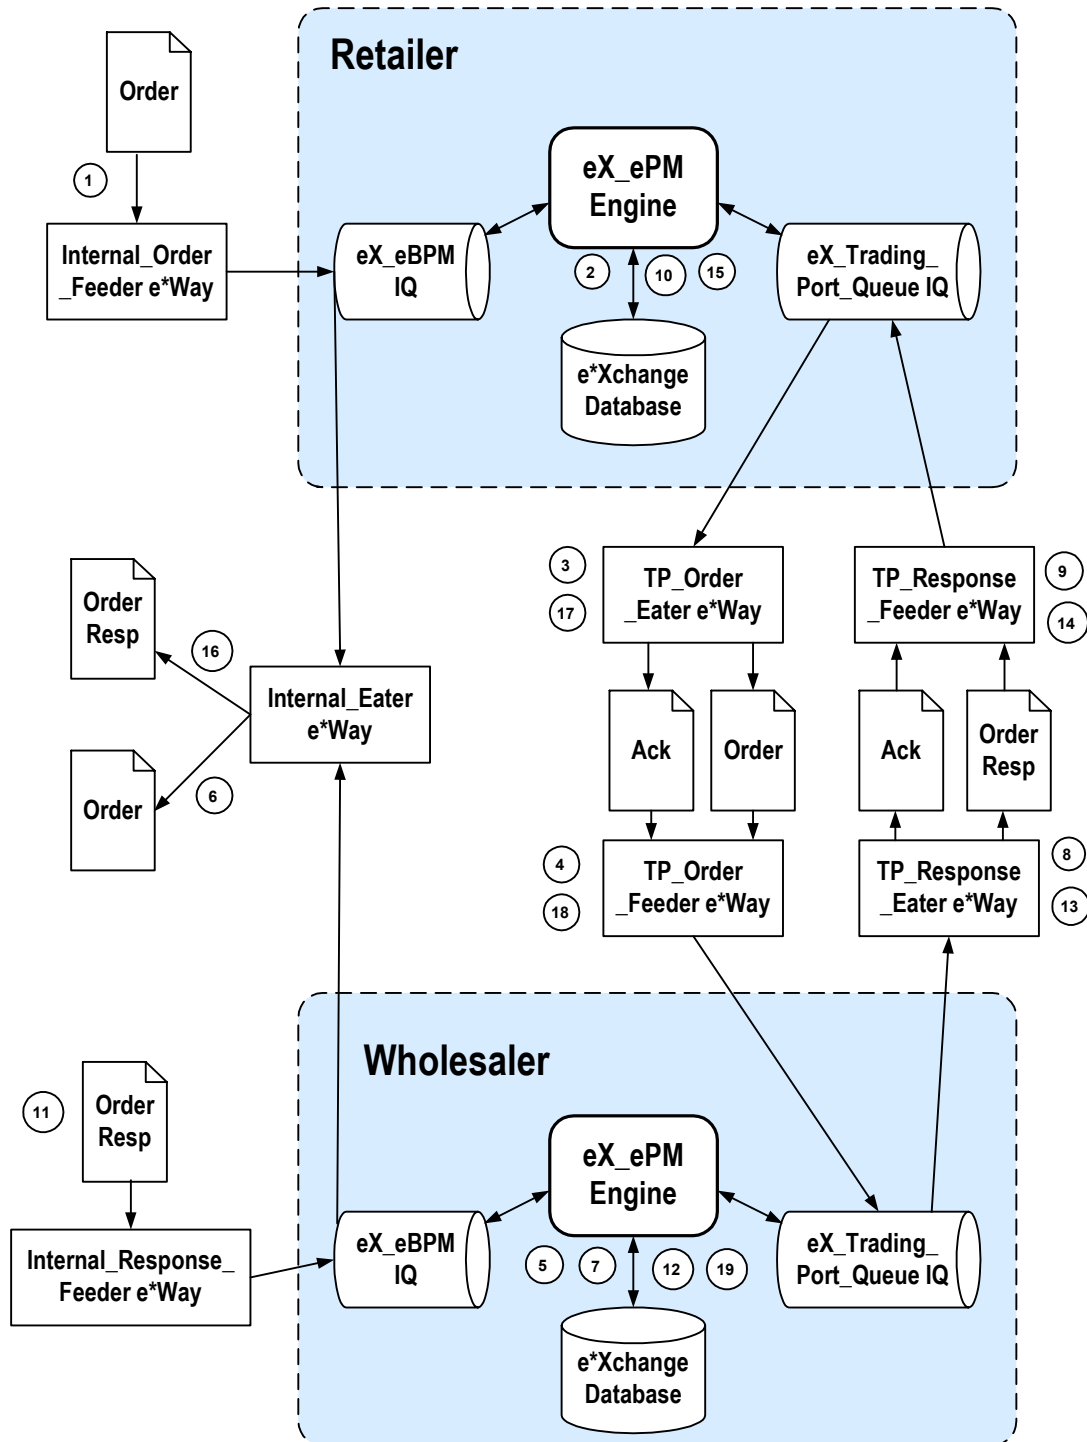 Retailer
Order
1
eX_ePM
Engine
Internal_Order
_Feeder e*Way
eX_eBPM
IQ
2
10
15
eX_Trading_
Port_Queue IQ
e*Xchange
Database
3
17
TP_Order
_Eater e*Way
TP_Response
_Feeder e*Way
9
14
Order
Resp
16
Internal_Eater
e*Way
Ack
Order
Ack
Order
Resp
Order
6
4
18
TP_Order
_Feeder e*Way
TP_Response
_Eater e*Way
8
13
Wholesaler
11
Order
Resp
eX_ePM
Engine
Internal_Response_
Feeder e*Way
eX_eBPM
IQ
5
7
12
19
eX_Trading_
Port_Queue IQ
e*Xchange
Database